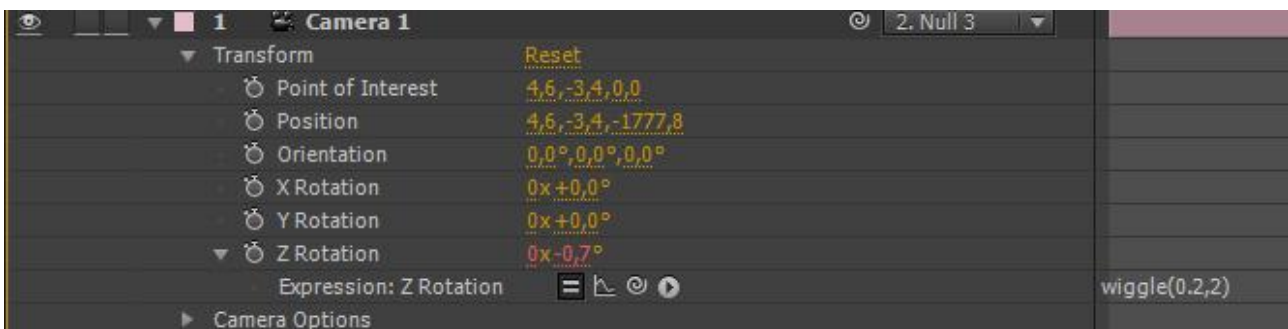 1 Camera 1 2. Null 3
Transform Reset
Point of Interest 4,6,-3,4,0,0
Position 4,6,-3,4,-1777,8
Orientation 0,0°,0,0°,0,0°
X Rotation 0x+0,0°
Y Rotation 0x+0,0°
Z Rotation 0x-0,7°
Expression: Z Rotation wiggle(0.2,2)
Camera Options